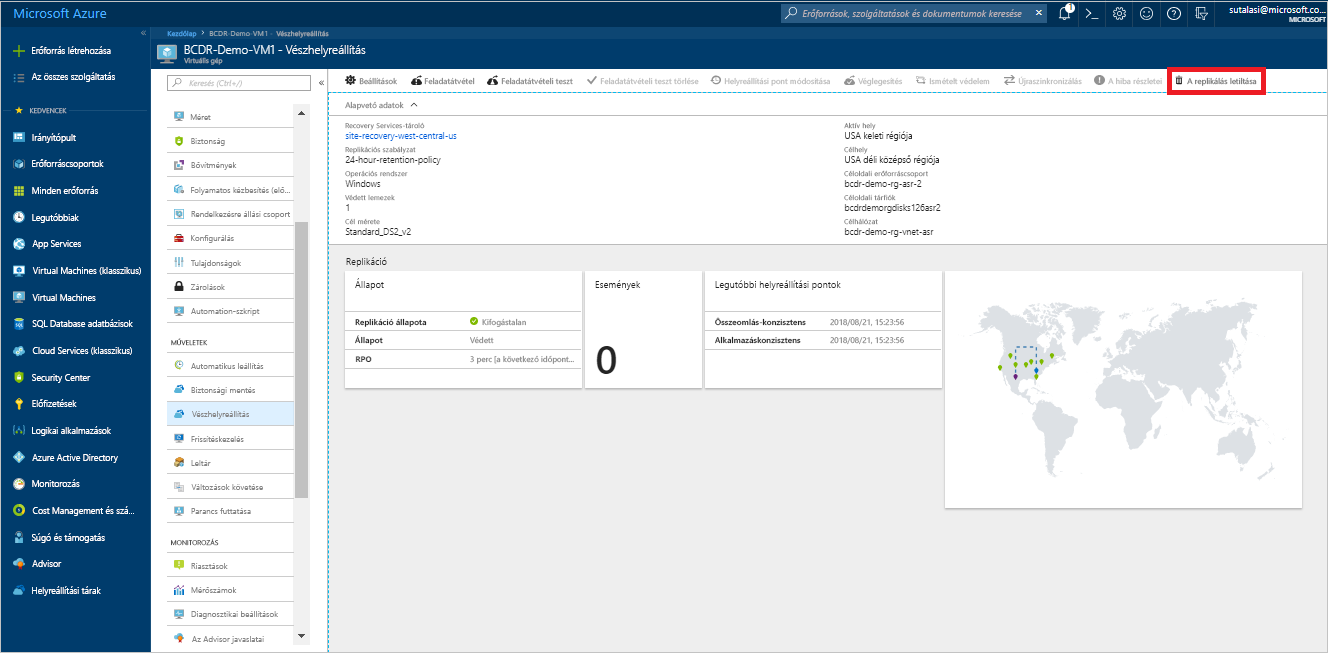 Microsoft Azure
Erőforrások, szolgáltatások és dokumentumok keresése
1
sutalasi@microsoft.co...
MICROSOFT
Erőforrás létrehozása
Az összes szolgáltatás
KEDVENCEK
Irányítópult
Erőforráscsoportok
Minden erőforrás
Legutóbbiak
App Services
Virtual Machines (klasszikus)
Virtual Machines
SQL Database adatbázisok
Cloud Services (klasszikus)
Security Center
Előfizetések
Logikai alkalmazások
Azure Active Directory
Monitorozás
Cost Management és szá...
Súgó és támogatás
Advisor
Helyreállítási tárak
Kezdőlap > BCDR-Demo-VM1 - Vészhelyreállítás
BCDR-Demo-VM1 - Vészhelyreállítás
Virtuális gép
Keresés (Ctrl+/)
Méret
Biztonság
Bővítmények
Folyamatos kézbesítés (elő...
Rendelkezésre állási csoport
Konfigurálás
Tulajdonságok
Zárolások
Automation-szkript
MŰVELETEK
Automatikus leállítás
Biztonsági mentés
Vészhelyreállítás
Frissítéskezelés
Leltár
Változások követése
Parancs futtatása
MONITOROZÁS
Riasztások
Mérőszámok
Diagnosztikai beállítások
Az Advisor javaslatai
Beállítások Feladatátvétel Feladatátvételi teszt Feladatátvételi teszt törlése Helyreállítási pont módosítása Véglegesítés Ismételt védelem Újraszinkronizálás A hiba részletei A replikálás letiltása
Alapvető adatok
Recovery Services-tároló
site-recovery-west-central-us
Replikációs szabályzat
24-hour-retention-policy
Operációs rendszer
Windows
Védett lemezek
1
Cél mérete
Standard_DS2_v2
Aktív hely
USA keleti régiója
Célhely
USA déli középső régiója
Céloldali erőforráscsoport
bcdr-demo-rg-asr-2
Céloldali tárfiók
bcdrdemorgdisks126asr2
Célhálózat
bcdr-demo-rg-vnet-asr
Replikáció
Állapot
Replikáció állapota Kifogástalan
Állapot Védett
RPO 3 perc [a következő időpont...
Események
0
Legutóbbi helyreállítási pontok
Összeomlás-konzisztens 2018/08/21, 15:23:56
Alkalmazáskonzisztens 2018/08/21, 15:23:56